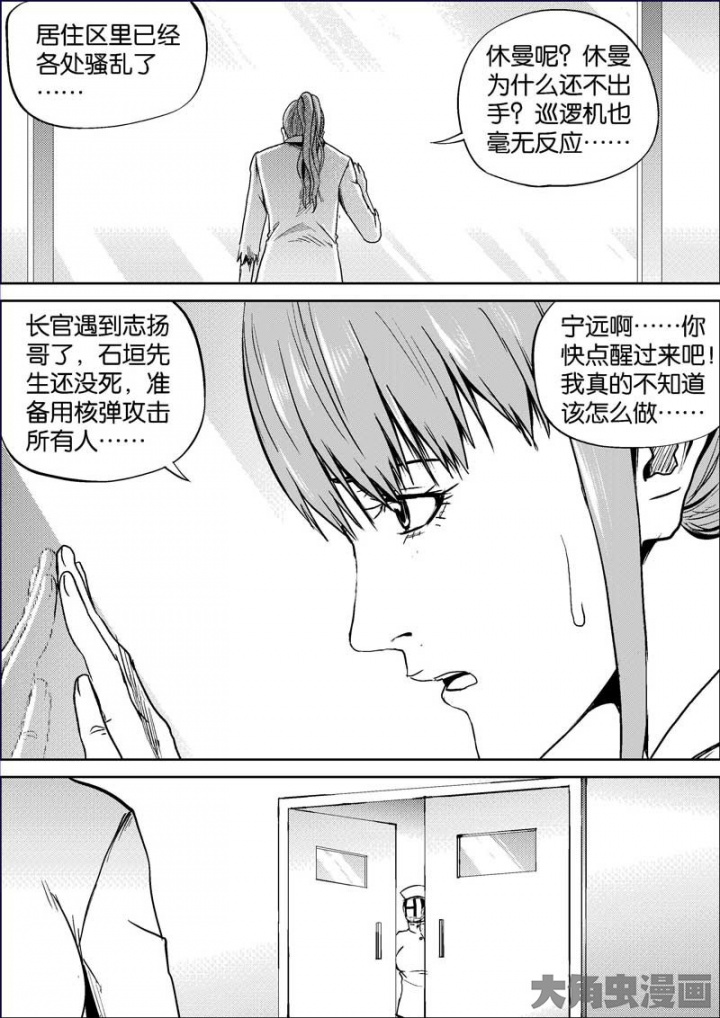 居住区里已经
各处骚乱了
……
休曼呢？休曼
为什么还不出
手？巡逻机也
毫无反应……
长官遇到志扬
哥了，石垣先
生还没死，准
备用核弹攻击
所有人……
宁远啊……你
快点醒过来吧！
我真的不知道
该怎么做……
大角虫漫画